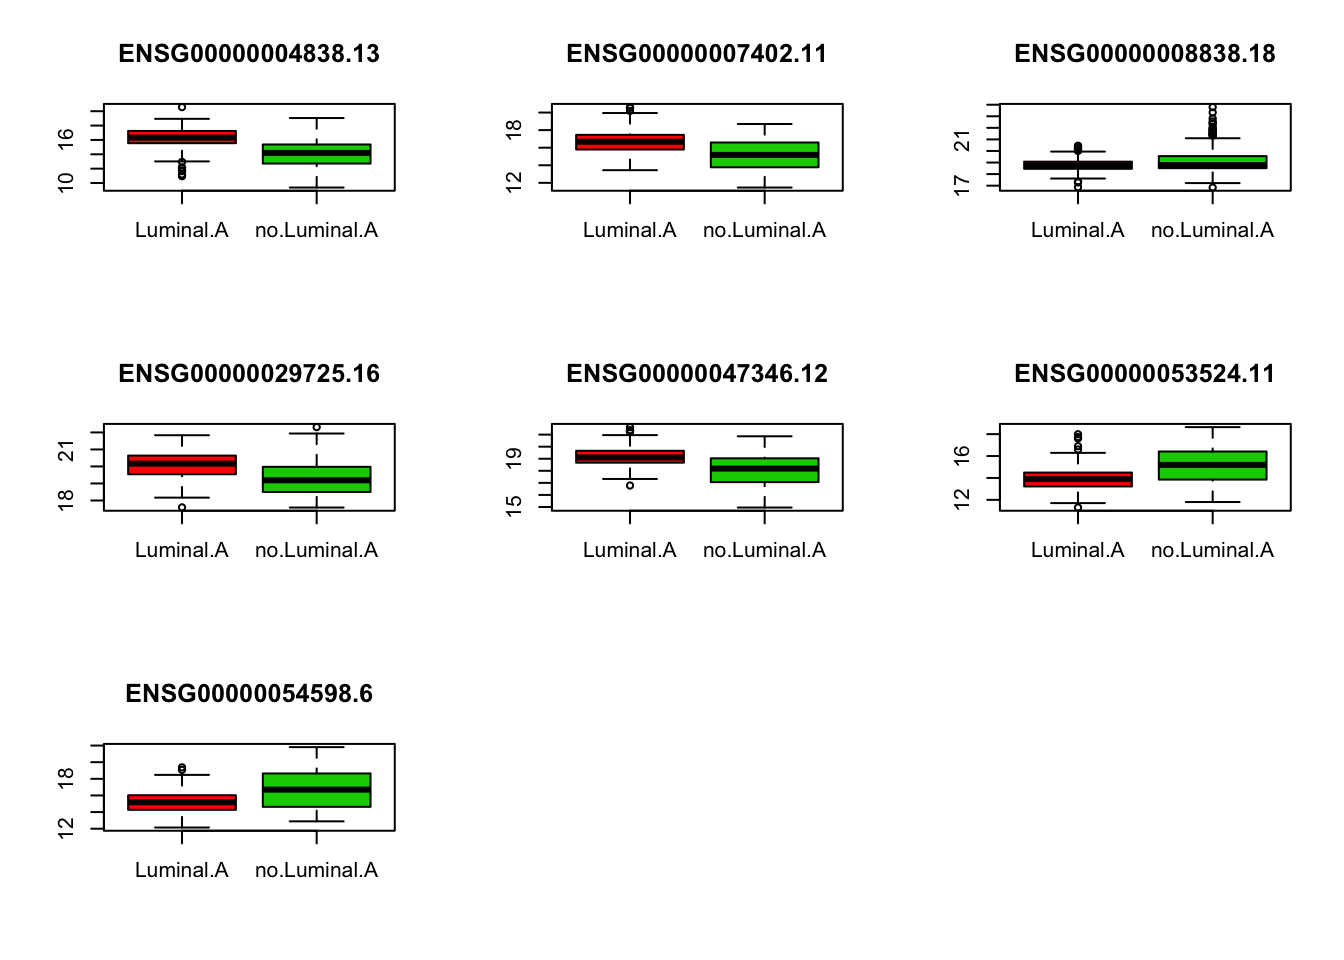 ENSG00000004838.13
16
10
Luminal.A no.Luminal.A
ENSG00000007402.11
18
12
Luminal.A no.Luminal.A
ENSG00000008838.18
21
17
Luminal.A no.Luminal.A
ENSG00000029725.16
21
18
Luminal.A no.Luminal.A
ENSG00000047346.12
19
15
Luminal.A no.Luminal.A
ENSG00000053524.11
16
12
Luminal.A no.Luminal.A
ENSG00000054598.6
18
12
Luminal.A no.Luminal.A